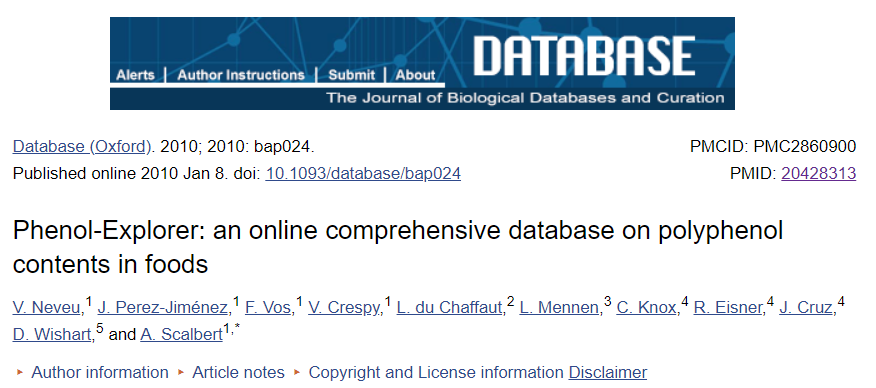 Alerts | Author Instructions | Submit | About
DATABASE
The Journal of Biological Databases and Curation
Database (Oxford). 2010; 2010: bap024.
PMCID: PMC2860900
Published online 2010 Jan 8. doi: 10.1093/database/bap024
PMID: 20428313
Phenol-Explorer: an online comprehensive database on polyphenol
contents in foods
V. Neveu,1 J. Perez-Jiménez,1 F. Vos,1 V. Crespy,1 L. du Chaffaut,2 L. Mennen,3 C. Knox,4 R. Eisner,4 J. Cruz,4
D. Wishart,5 and A. Scalbert1,*
▸ Author information ▸ Article notes ▸ Copyright and License information Disclaimer